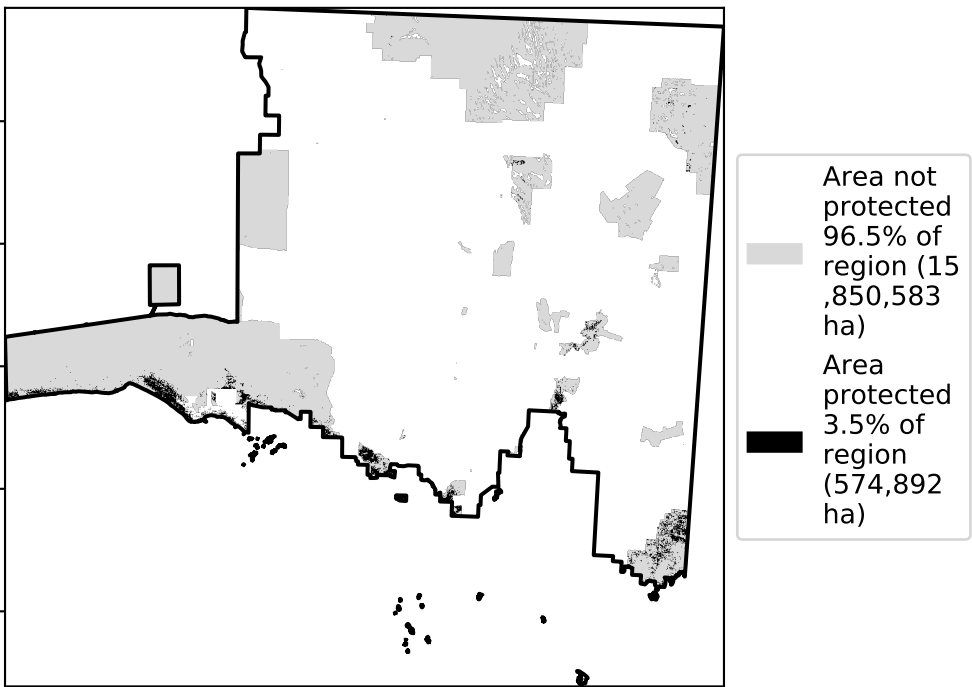 Area not
protected
96.5% of
region (15
,850,583
ha)
Area
protected
3.5% of
region
(574,892
ha)